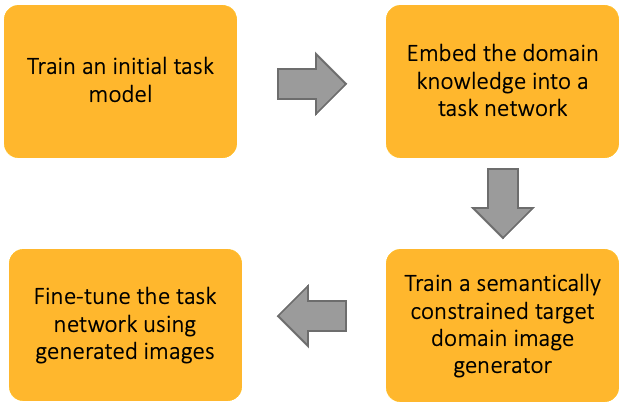 Train an initial task
model
Embed the domain
knowledge into a
task network
Train a semantically
constrained target
domain image
generator
Fine-tune the task
network using
generated images